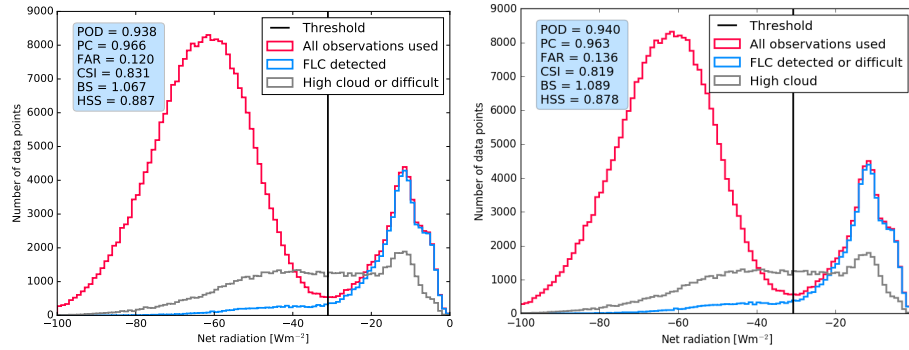 POD = 0.938
PC = 0.966
FAR = 0.120
CSI = 0.831
BS = 1.067
HSS = 0.887
Threshold
All observations used
FLC detected
High cloud or difficult
Number of data points
9000
8000
7000
6000
5000
4000
3000
2000
1000
0
−100
−80
−60
−40
−20
0
Net radiation [Wm⁻²]
POD = 0.940
PC = 0.963
FAR = 0.136
CSI = 0.819
BS = 1.089
HSS = 0.878
Threshold
All observations used
FLC detected or difficult
High cloud or difficult
Number of data points
9000
8000
7000
6000
5000
4000
3000
2000
1000
0
−100
−80
−60
−40
−20
Net radiation [Wm⁻²]